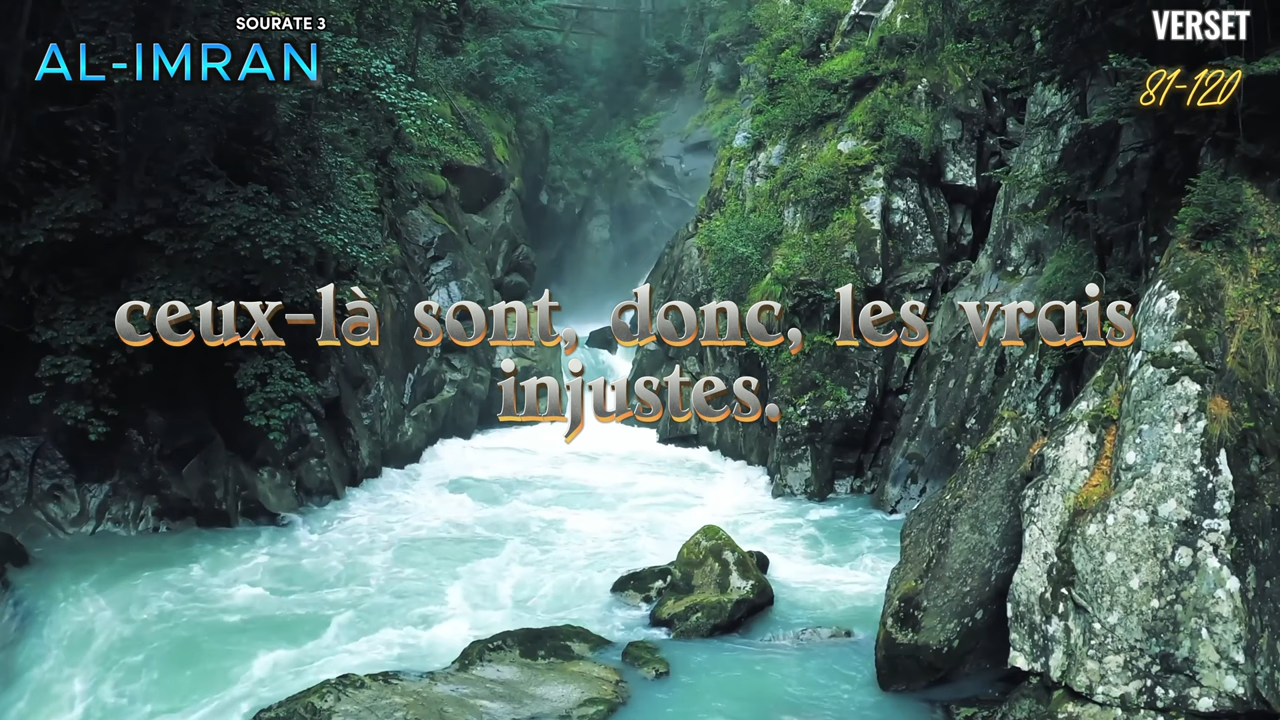 SOURATE 3
AL-IMRAN
VERSET
81-120
ceux-là sont, donc, les vrais
injustes.